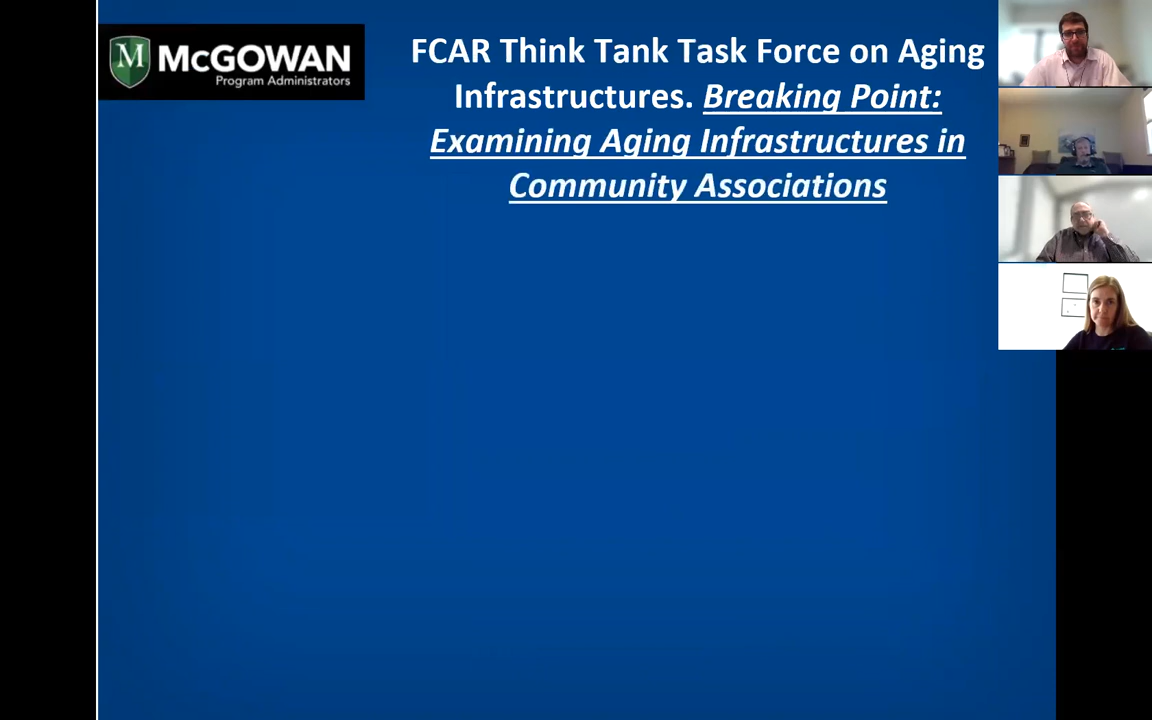 McGOWAN
Program Administrators
FCAR Think Tank Task Force on Aging
Infrastructures. Breaking Point:
Examining Aging Infrastructures in
Community Associations